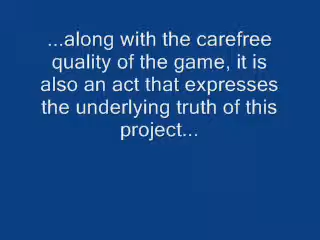 ...along with the carefree
quality of the game, it is
also an act that expresses
the underlying truth of this
project...